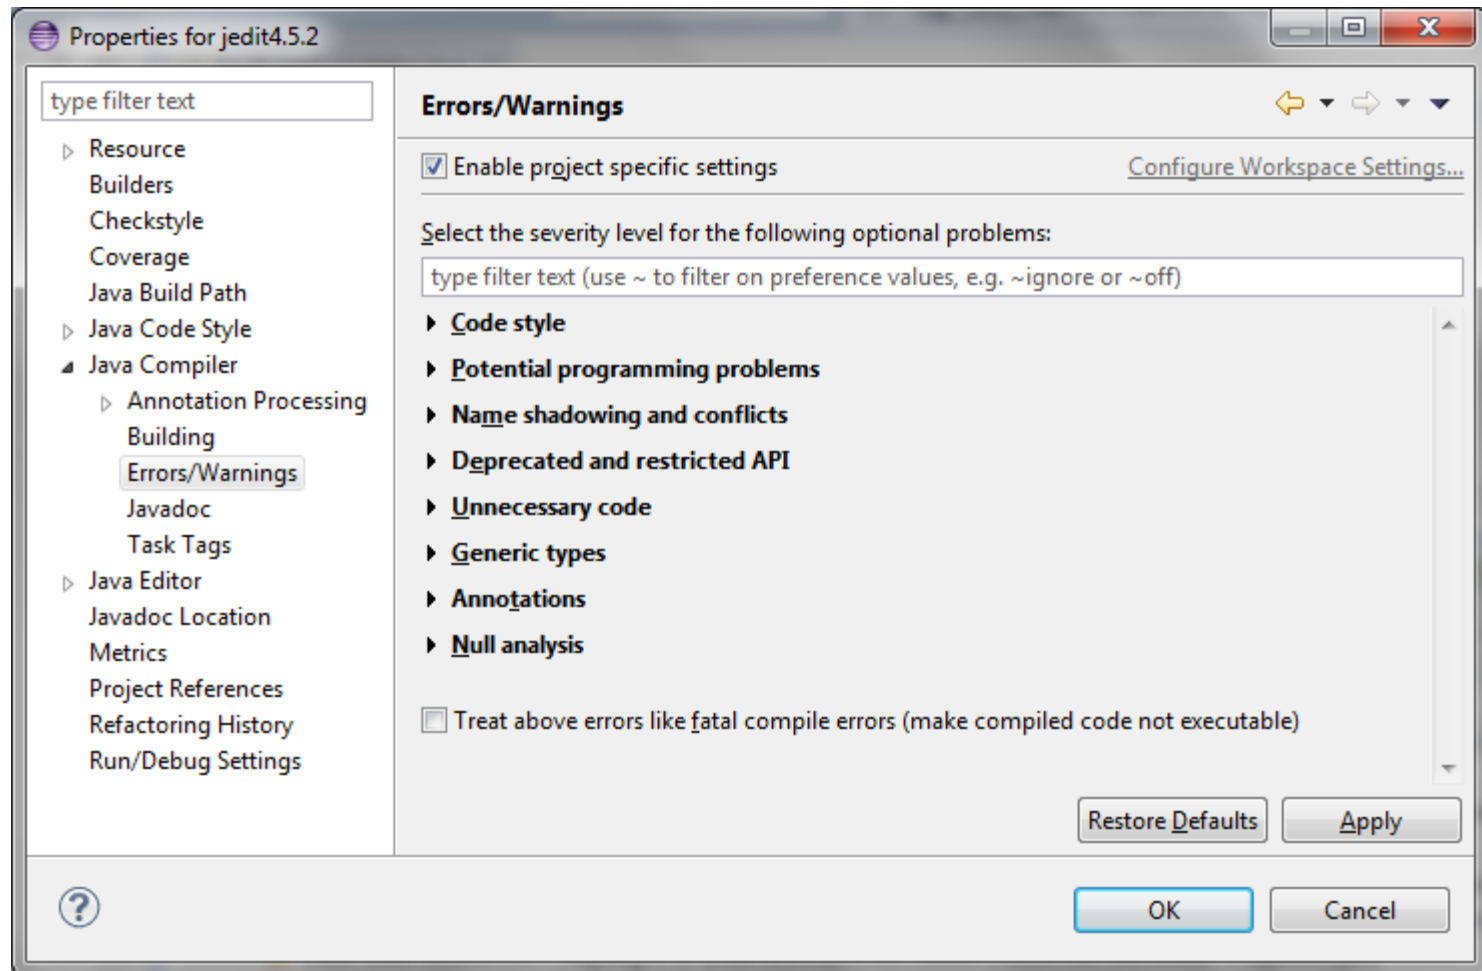 Properties for jedit4.5.2
type filter text
Resource
Builders
Checkstyle
Coverage
Java Build Path
Java Code Style
Java Compiler
Annotation Processing
Building
Errors/Warnings
Javadoc
Task Tags
Java Editor
Javadoc Location
Metrics
Project References
Refactoring History
Run/Debug Settings
Errors/Warnings
Enable project specific settings
Configure Workspace Settings...
Select the severity level for the following optional problems:
type filter text (use ~ to filter on preference values, e.g. ~ignore or ~off)
Code style
Potential programming problems
Name shadowing and conflicts
Deprecated and restricted API
Unnecessary code
Generic types
Annotations
Null analysis
Treat above errors like fatal compile errors (make compiled code not executable)
Restore Defaults
Apply
OK
Cancel